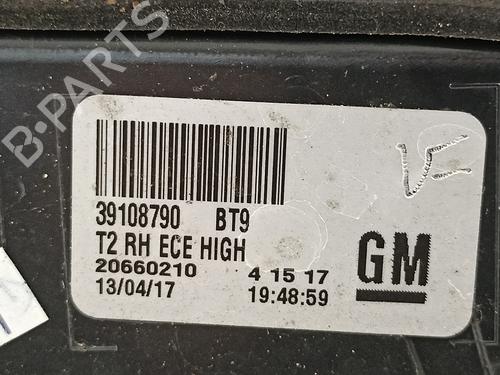 B-PARTS
39108790 BT9
T2 RH ECE HIGH
20660210 4 15 17
13/04/17 19:48:59
GM